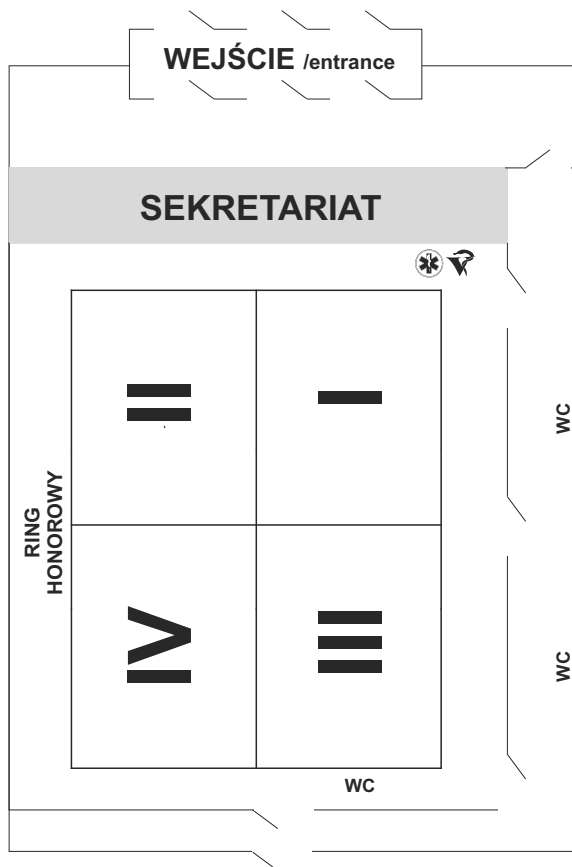 WEJŚCIE /entrance
SEKRETARIAT
II
I
WC
RING
HONOROWY
IV
III
WC
WC